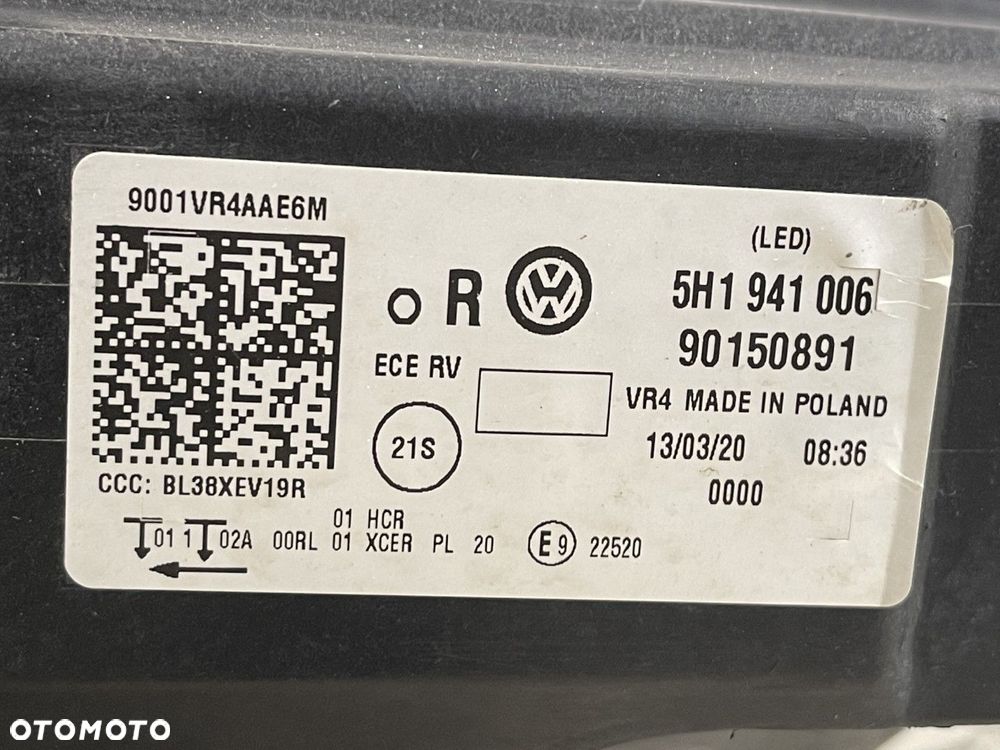 9001VR4AAE6M
CCC: BL38XEV19R
R
ECE RV
21S
(LED)
5H1 941 006
90150891
VR4 MADE IN POLAND
13/03/20 08:36
0000
01 HCR
01 1 02A 00RL 01 XCER PL 20 E9 22520
OTOMOTO